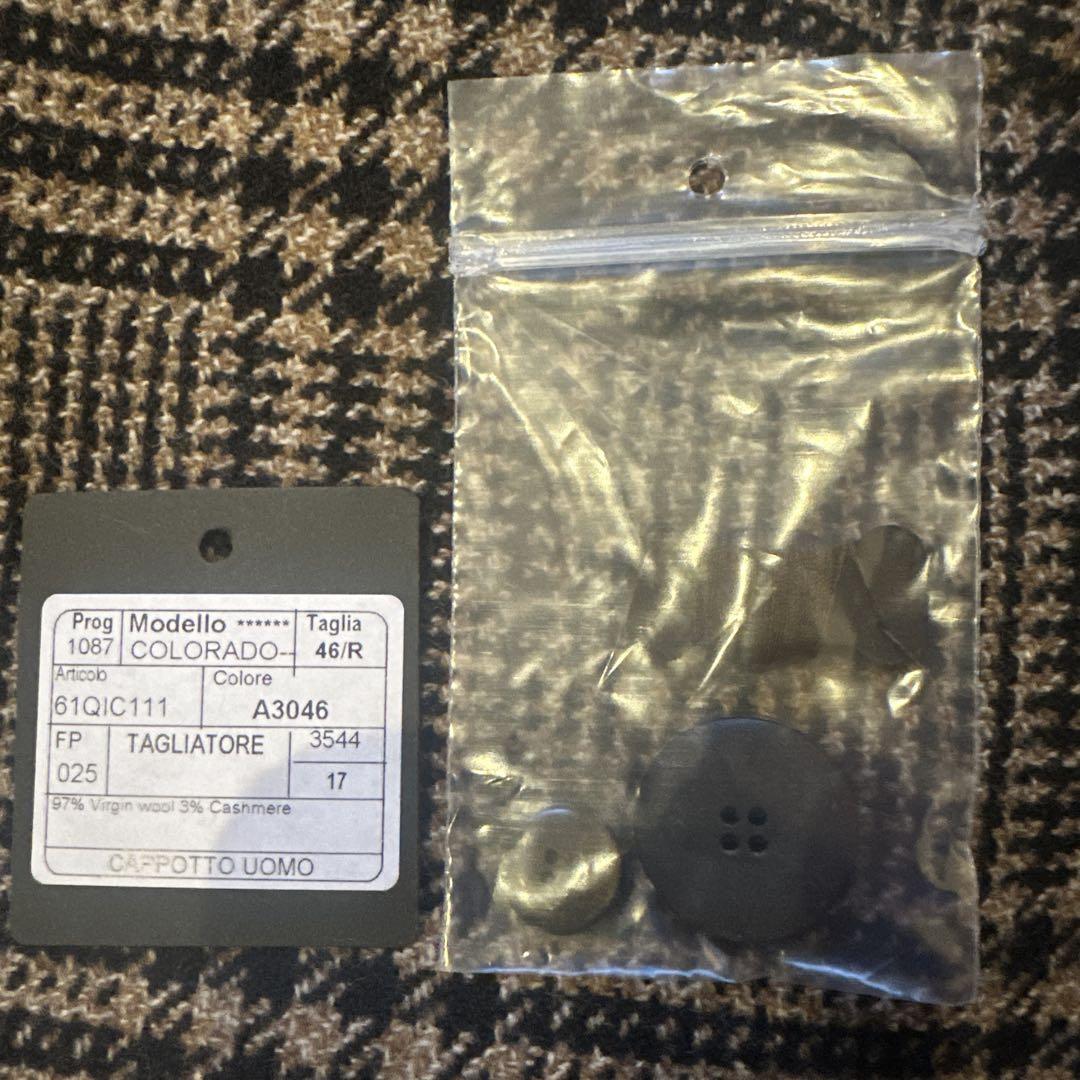 Prog Modello ****** Taglia
1087 COLORADO-- 46/R
Articolo Colore
61QIC111 A3046
FP TAGLIATORE 3544
025 17
97% Virgin wool 3% Cashmere
CAPPOTTO UOMO